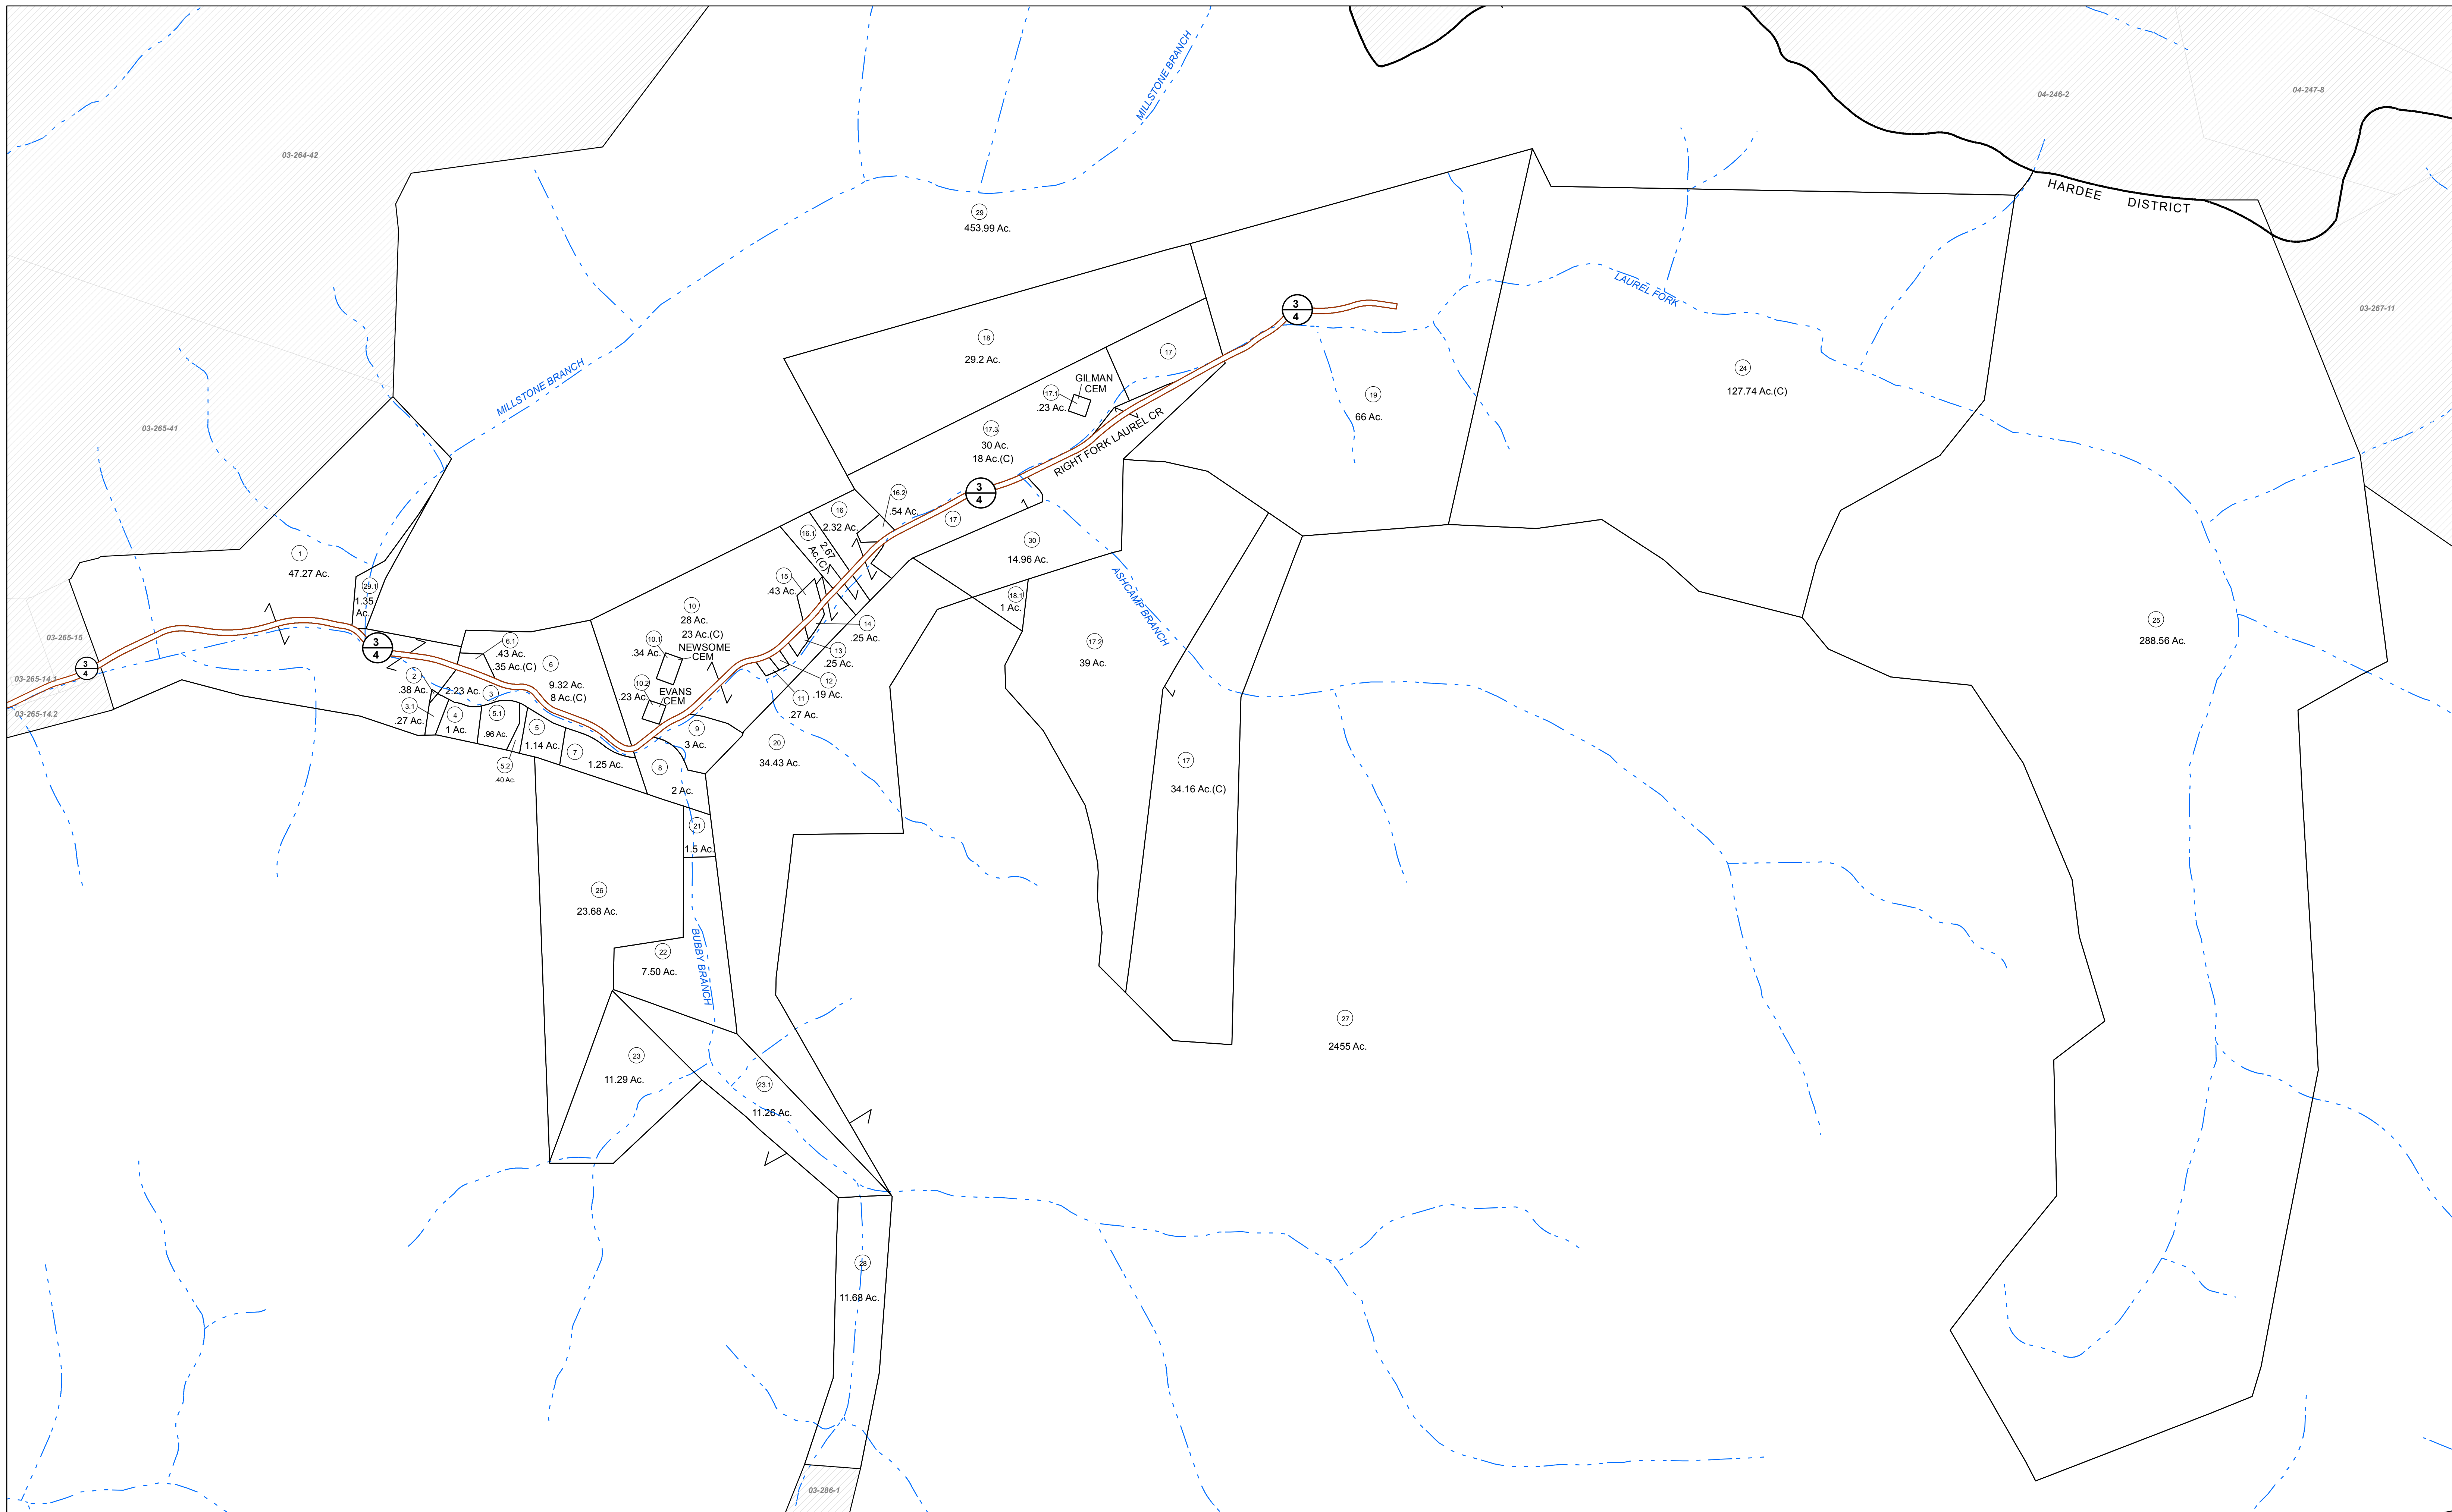 MILLSTONE BRANCH
04-246-2
04-247-8
03-264-42
HARDEE DISTRICT
29
453.99 Ac.
LAUREL FORK
3
4
03-267-11
18
29.2 Ac.
17
24
127.74 Ac.(C)
GILMAN
CEM
17.1
.23 Ac.
19
66 Ac.
MILLSTONE BRANCH
03-265-41
17.3
30 Ac.
18 Ac.(C)
RIGHT FORK LAUREL CR
3
4
16.2
.54 Ac.
16
2.32 Ac.
17
16.1
2.67
Ac.(C)
30
14.96 Ac.
1
47.27 Ac.
29.1
1.35
Ac.
15
.43 Ac.
ASHCAMP BRANCH
18.1
1 Ac.
10
28 Ac.
23 Ac.(C)
NEWSOME
CEM
10.1
.34 Ac.
14
.25 Ac.
25
288.56 Ac.
03-265-15
3
4
6.1
.43 Ac.
.35 Ac.(C)
13
.25 Ac.
17.2
39 Ac.
3
4
03-265-14.1
2
.38 Ac.
2.23 Ac.
3
6
9.32 Ac.
8 Ac.(C)
10.2
.23 Ac.
EVANS
CEM
12
.19 Ac.
11
.27 Ac.
03-265-14.2
3.1
.27 Ac.
4
1 Ac.
5.1
.96 Ac.
5
1.14 Ac.
9
3 Ac.
20
34.43 Ac.
5.2
.40 Ac.
7
1.25 Ac.
8
2 Ac.
17
34.16 Ac.(C)
21
1.5 Ac.
26
23.68 Ac.
22
7.50 Ac.
BUBBY BRANCH
27
2455 Ac.
23
11.29 Ac.
23.1
11.26 Ac.
28
11.68 Ac.
03-286-1